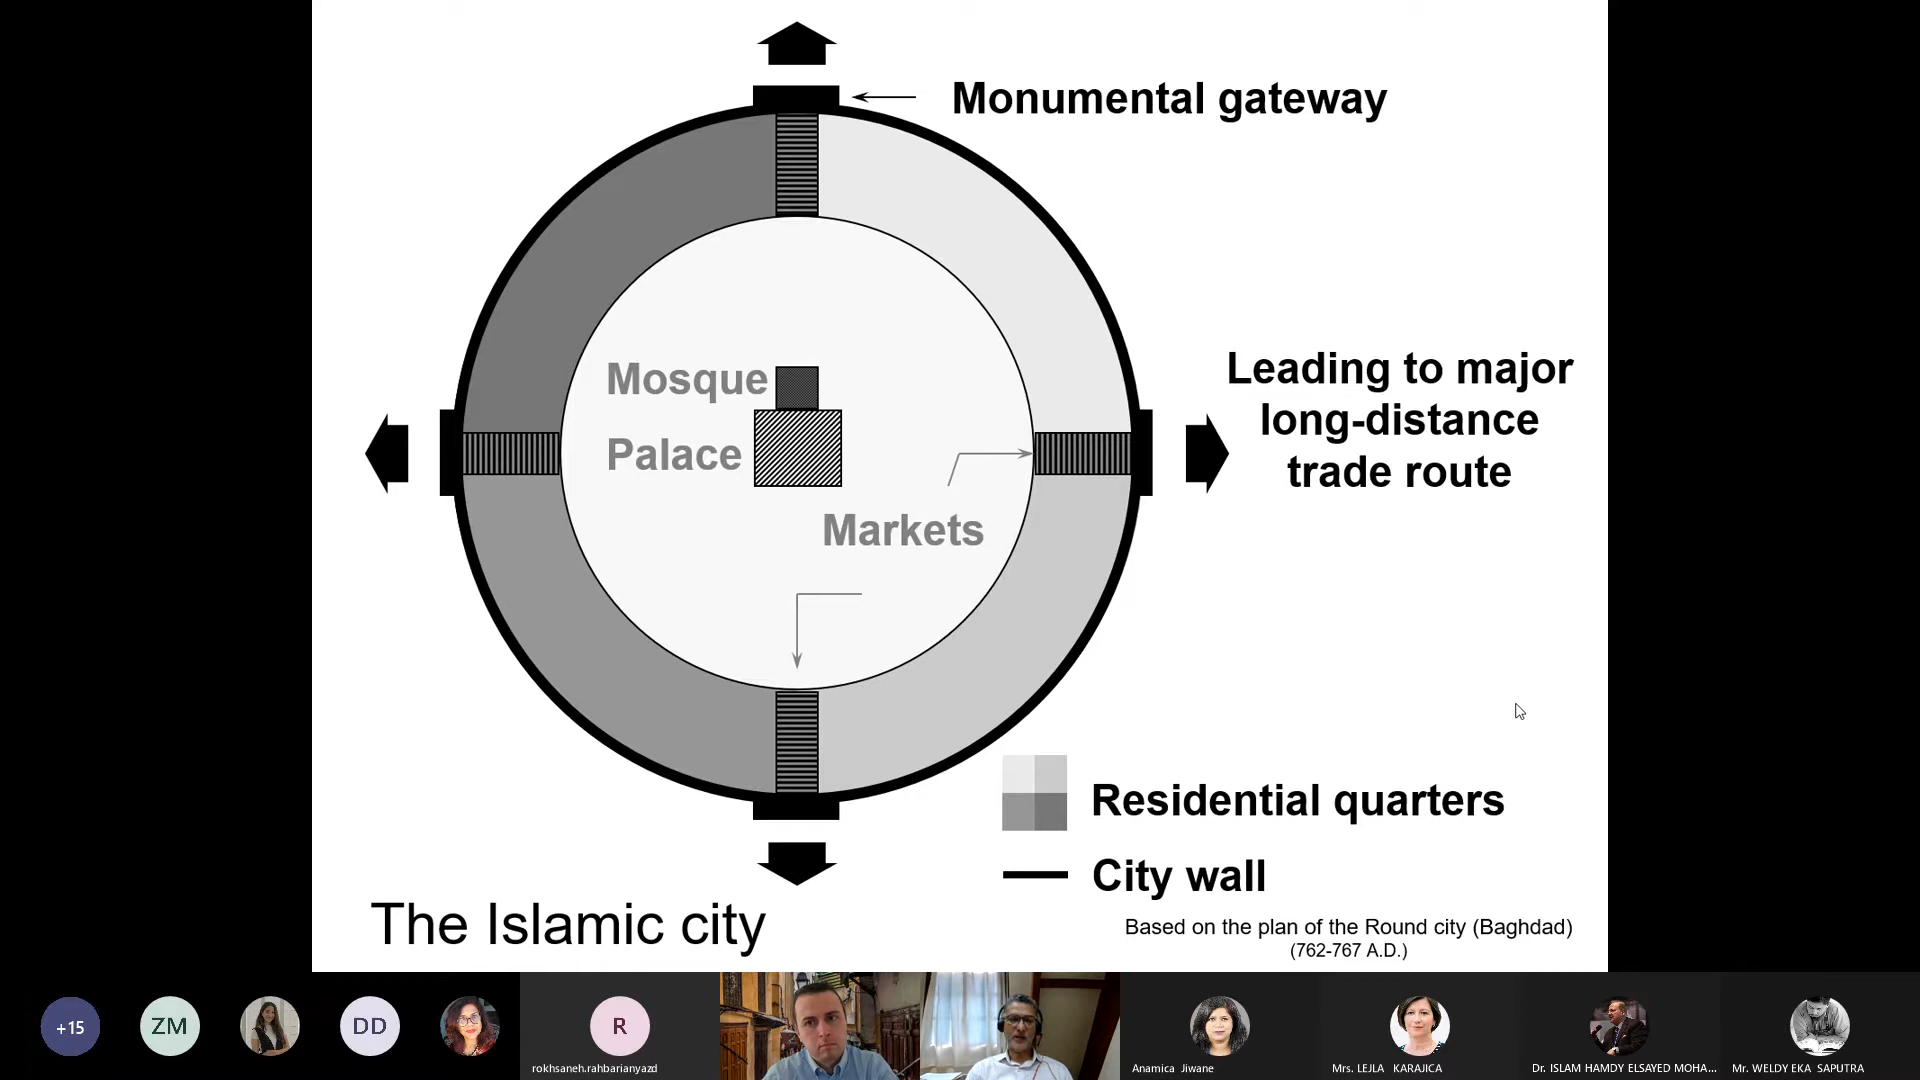 Monumental gateway
Leading to major
long-distance
trade route
Mosque
Palace
Markets
Residential quarters
City wall
The Islamic city
Based on the plan of the Round city (Baghdad)
(762-767 A.D.)
+15
ZM
DD
R
rokhsaneh.rahbarianyazd
Anamica Jiwane
Mrs. LEJLA KARAJICA
Dr. ISLAM HAMDY ELSAYED MOHA...
Mr. WELDY EKA SAPUTRA